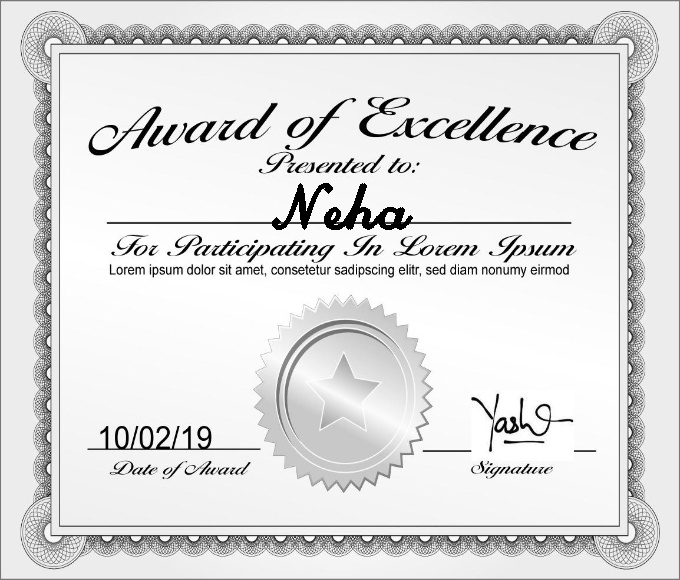 Award of Excellence
Presented to:
Neha
For Participating In Lorem Ipsum
Lorem ipsum dolor sit amet, consetetur sadipscing elitr, sed diam nonumy eirmod
10/02/19
Date of Award
Yash
Signature